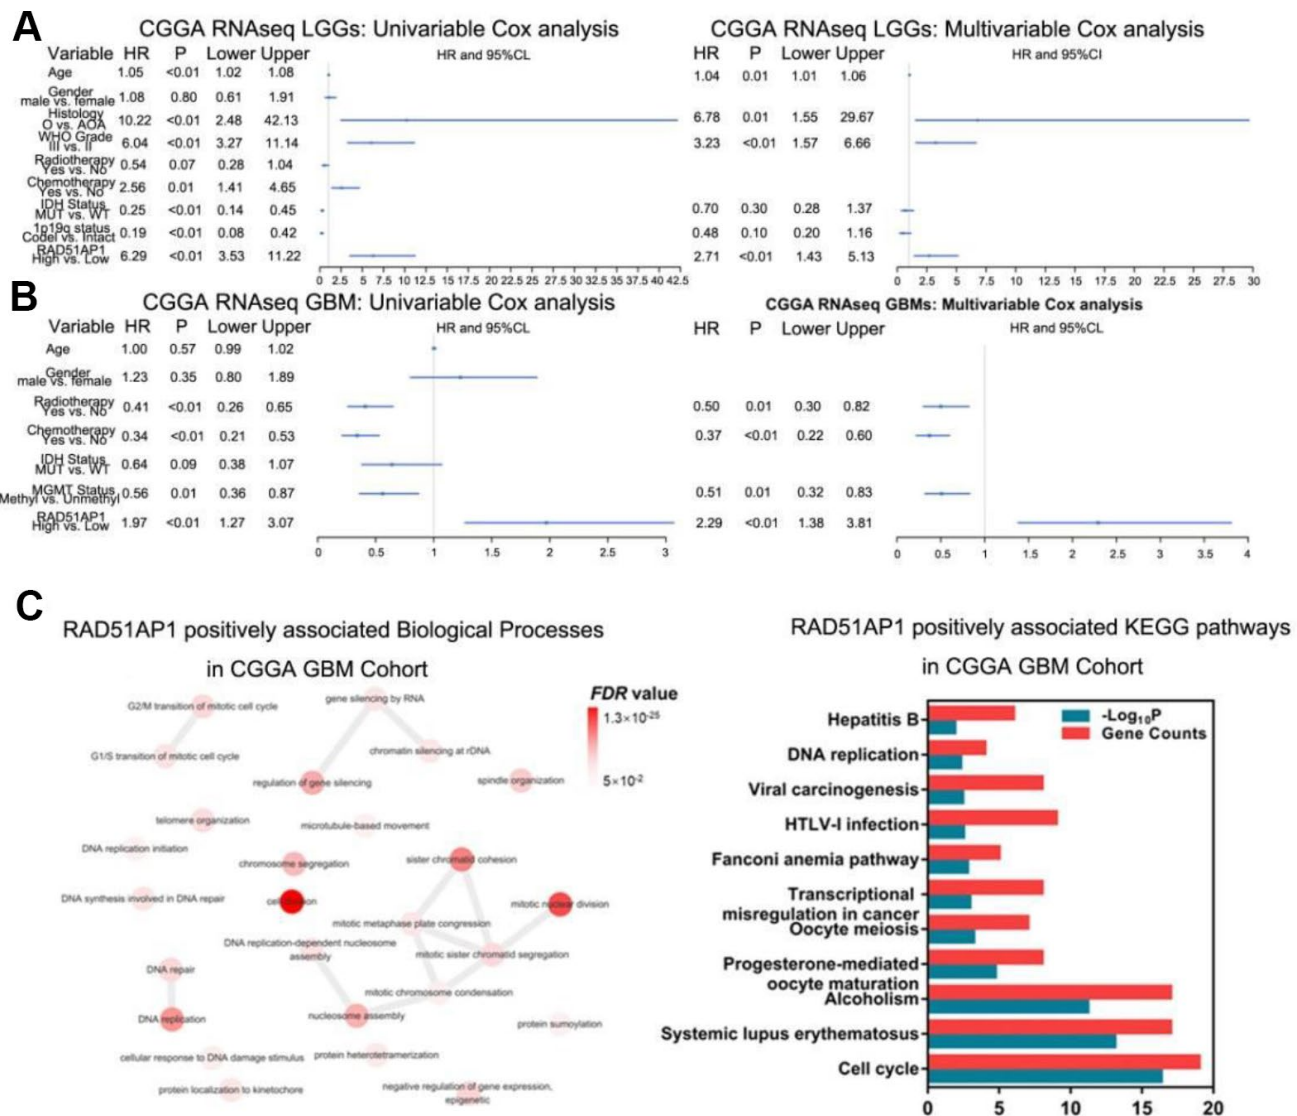 A
CGGA RNAseq LGGs: Univariable Cox analysis
Variable HR P Lower Upper HR and 95%CL
Age 1.05 <0.01 1.02 1.08
Gender
male vs. female 1.08 0.80 0.61 1.91
Histology
O vs. AOA 10.22 <0.01 2.48 42.13
WHO Grade
III vs. II 6.04 <0.01 3.27 11.14
Radiotherapy
Yes vs. No 0.54 0.07 0.28 1.04
Chemotherapy
Yes vs. No 2.56 0.01 1.41 4.65
IDH Status
MUT vs. WT 0.25 <0.01 0.14 0.45
1p19q status
Codel vs. Intact 0.19 <0.01 0.08 0.42
RAD51AP1
High vs. Low 6.29 <0.01 3.53 11.22
0 2.5 5 7.5 10 12.5 15 17.5 20 22.5 25 27.5 30 32.5 35 37.5 40 42.5
CGGA RNAseq LGGs: Multivariable Cox analysis
HR P Lower Upper HR and 95%CI
1.04 0.01 1.01 1.06
6.78 0.01 1.55 29.67
3.23 <0.01 1.57 6.66
0.70 0.30 0.28 1.37
0.48 0.10 0.20 1.16
2.71 <0.01 1.43 5.13
0 2.5 5 7.5 10 12.5 15 17.5 20 22.5 25 27.5 30
B
CGGA RNAseq GBM: Univariable Cox analysis
Variable HR P Lower Upper HR and 95%CL
Age 1.00 0.57 0.99 1.02
Gender
male vs. female 1.23 0.35 0.80 1.89
Radiotherapy
Yes vs. No 0.41 <0.01 0.26 0.65
Chemotherapy
Yes vs. No 0.34 <0.01 0.21 0.53
IDH Status
MUT vs. WT 0.64 0.09 0.38 1.07
MGMT Status
Methyl vs. Unmethyl 0.56 0.01 0.36 0.87
RAD51AP1
High vs. Low 1.97 <0.01 1.27 3.07
0 0.5 1 1.5 2 2.5 3
CGGA RNAseq GBMs: Multivariable Cox analysis
HR P Lower Upper HR and 95%CL
0.50 0.01 0.30 0.82
0.37 <0.01 0.22 0.60
0.51 0.01 0.32 0.83
2.29 <0.01 1.38 3.81
0 0.5 1 1.5 2 2.5 3 3.5 4
C
RAD51AP1 positively associated Biological Processes
in CGGA GBM Cohort
FDR value
1.3×10-25
5×10-2
G2/M transition of mitotic cell cycle
gene silencing by RNA
G1/S transition of mitotic cell cycle
chromatin silencing at rDNA
regulation of gene silencing
spindle organization
telomere organization
microtubule-based movement
DNA replication initiation
chromosome segregation
sister chromatid cohesion
DNA synthesis involved in DNA repair
cell division
mitotic nuclear division
mitotic metaphase plate congression
DNA replication-dependent nucleosome
assembly
mitotic sister chromatid segregation
DNA repair
mitotic chromosome condensation
DNA replication
nucleosome assembly
protein sumoylation
cellular response to DNA damage stimulus
protein heterotetramerization
protein localization to kinetochore
negative regulation of gene expression,
epigenetic
RAD51AP1 positively associated KEGG pathways
in CGGA GBM Cohort
-Log10P
Gene Counts
Hepatitis B
DNA replication
Viral carcinogenesis
HTLV-I infection
Fanconi anemia pathway
Transcriptional
misregulation in cancer
Oocyte meiosis
Progesterone-mediated
oocyte maturation
Alcoholism
Systemic lupus erythematosus
Cell cycle
0 5 10 15 20